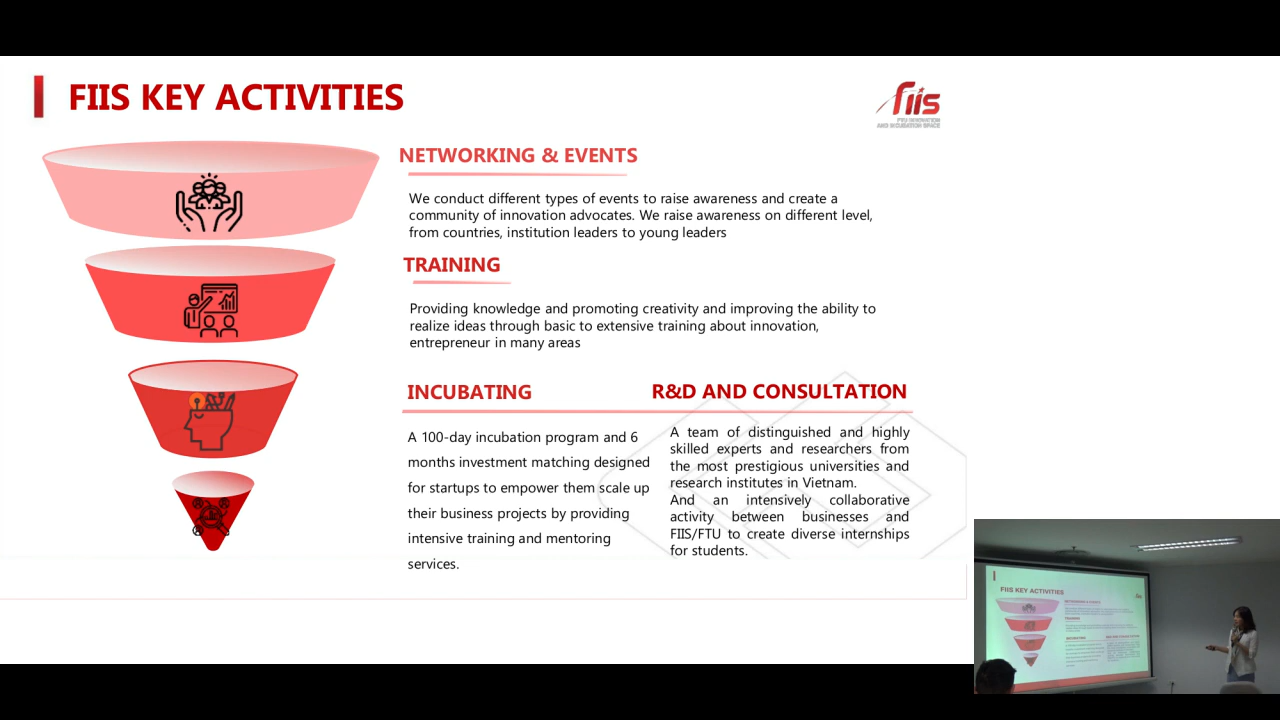 FIIS KEY ACTIVITIES
fiis
FTU INNOVATION
AND INCUBATION SPACE
NETWORKING & EVENTS
We conduct different types of events to raise awareness and create a
community of innovation advocates. We raise awareness on different level,
from countries, institution leaders to young leaders
TRAINING
Providing knowledge and promoting creativity and improving the ability to
realize ideas through basic to extensive training about innovation,
entrepreneur in many areas
INCUBATING
A 100-day incubation program and 6
months investment matching designed
for startups to empower them scale up
their business projects by providing
intensive training and mentoring
services.
R&D AND CONSULTATION
A team of distinguished and highly
skilled experts and researchers from
the most prestigious universities and
research institutes in Vietnam.
And an intensively collaborative
activity between businesses and
FIIS/FTU to create diverse internships
for students.
FIIS KEY ACTIVITIES